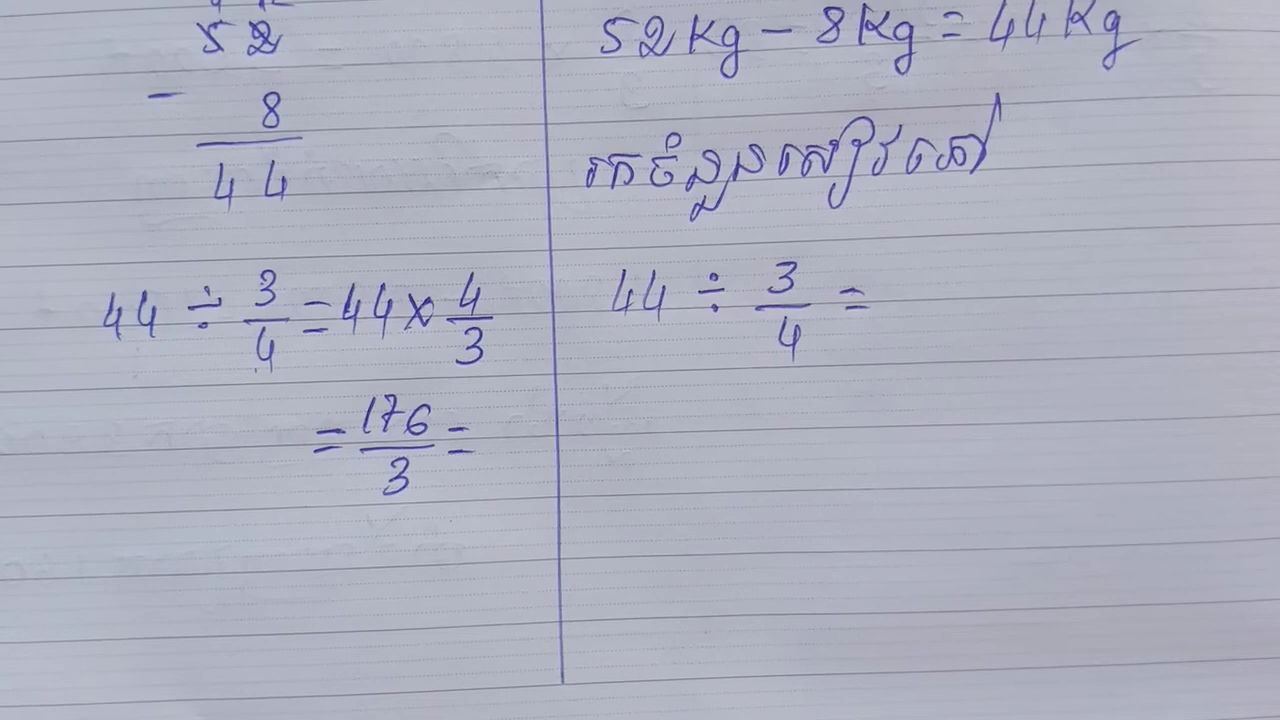 52
- 8
44
44 ÷ 3/4 = 44 × 4/3
= 176/3 =
52Kg - 8Kg = 44Kg
រកចំនួនសៀវភៅ
44 ÷ 3/4 =